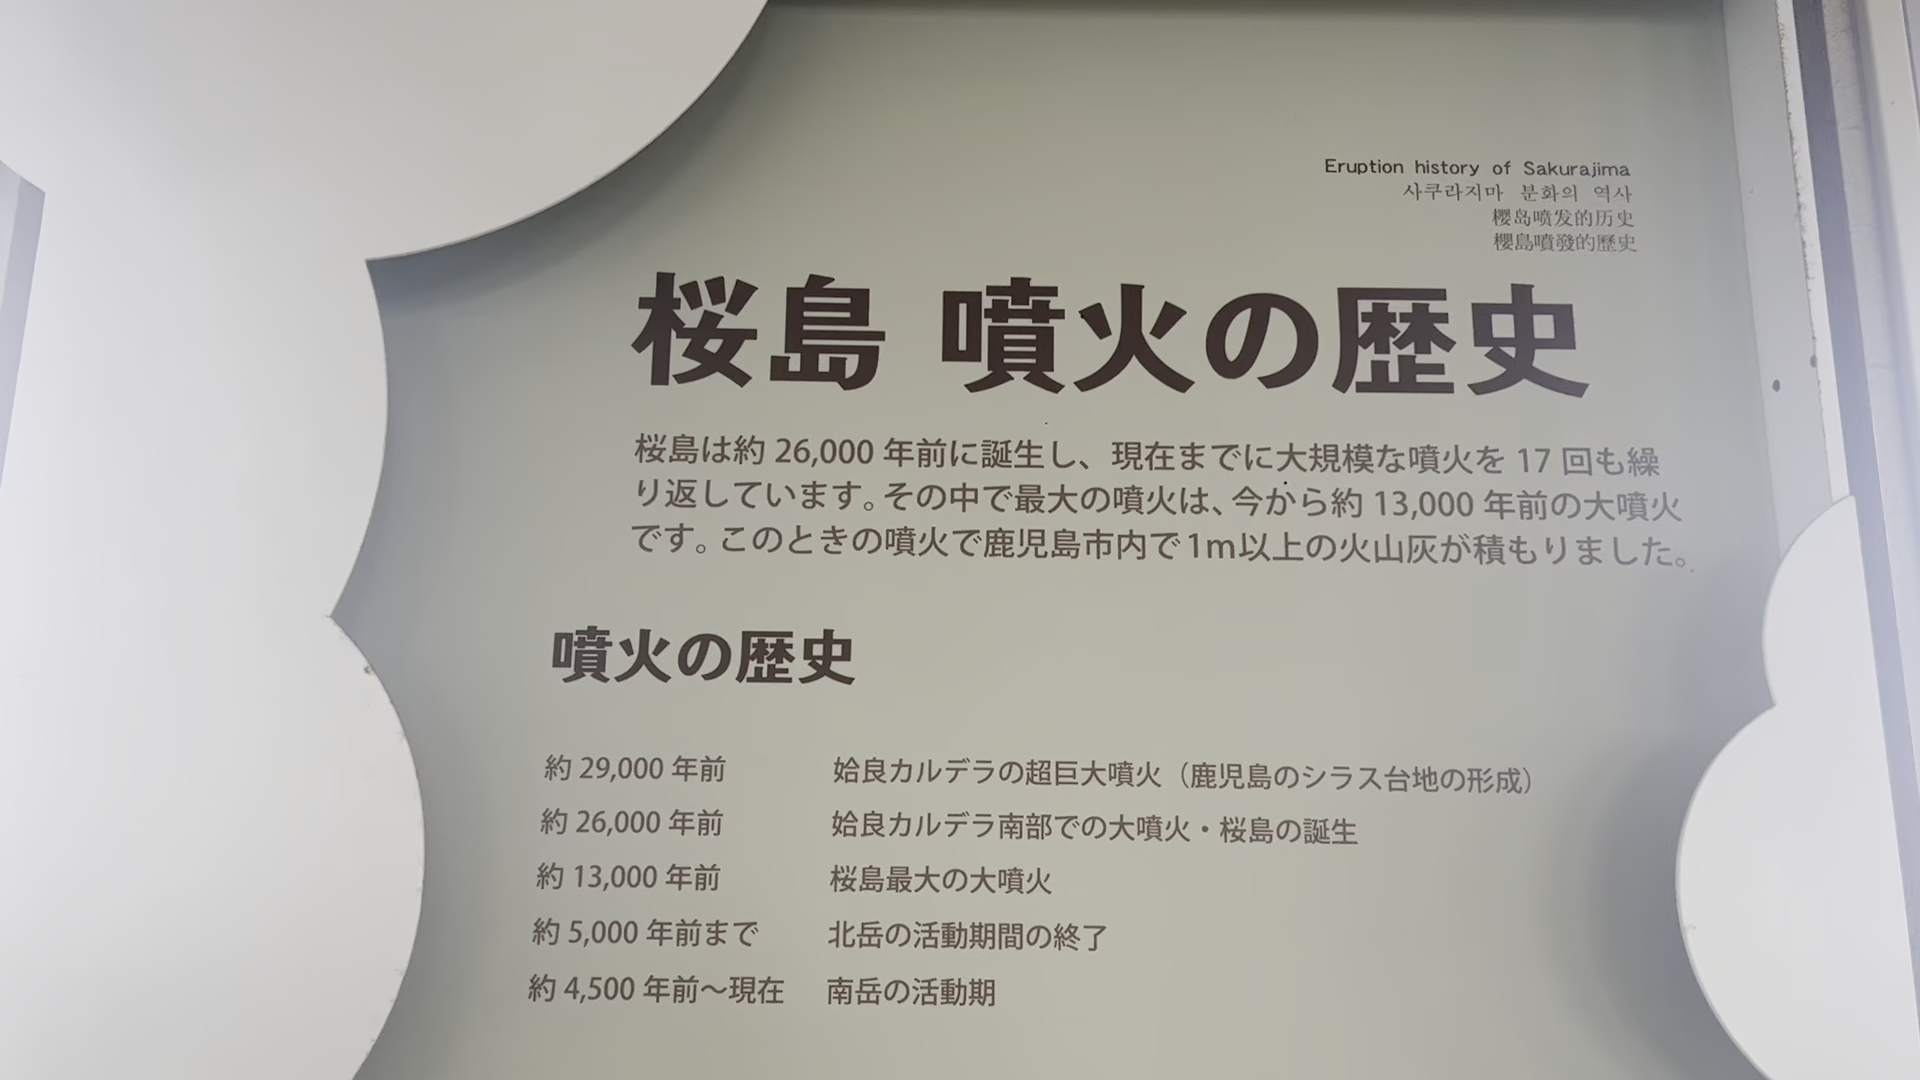 Eruption history of Sakurajima
사쿠라지마 분화의 역사
樱岛喷发的历史
櫻島噴發的歷史
桜島 噴火の歴史
桜島は約 26,000 年前に誕生し、現在までに大規模な噴火を 17 回も繰
り返しています。その中で最大の噴火は、今から約 13,000 年前の大噴火
です。このときの噴火で鹿児島市内で1m以上の火山灰が積もりました。
噴火の歴史
約 29,000 年前 姶良カルデラの超巨大噴火（鹿児島のシラス台地の形成）
約 26,000 年前 姶良カルデラ南部での大噴火・桜島の誕生
約 13,000 年前 桜島最大の大噴火
約 5,000 年前まで 北岳の活動期間の終了
約 4,500 年前～現在 南岳の活動期